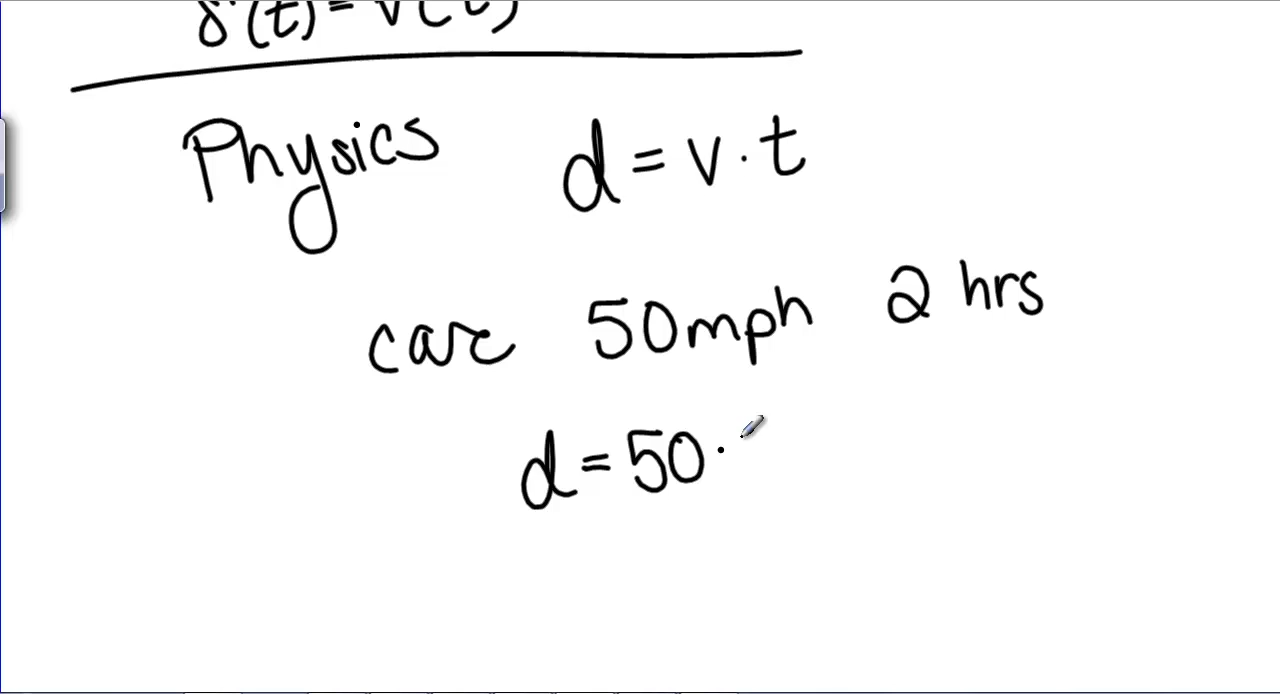 Physics d = v · t
car 50mph 2 hrs
d = 50 ·